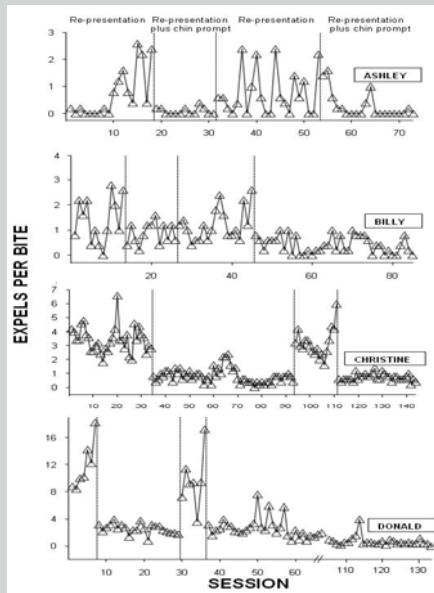 Re-presentation Re-presentation plus chin prompt Re-presentation Re-presentation plus chin prompt
3
2
1
0
ASHLEY
10 20 30 40 50 60 70
4
3
2
1
0
BILLY
20 40 60 80
EXPELS PER BITE
7
6
5
4
3
2
1
0
CHRISTINE
10 20 30 40 50 60 70 80 90 100 110 120 130 140
16
12
8
4
0
DONALD
10 20 30 40 50 60 110 120 130
SESSION